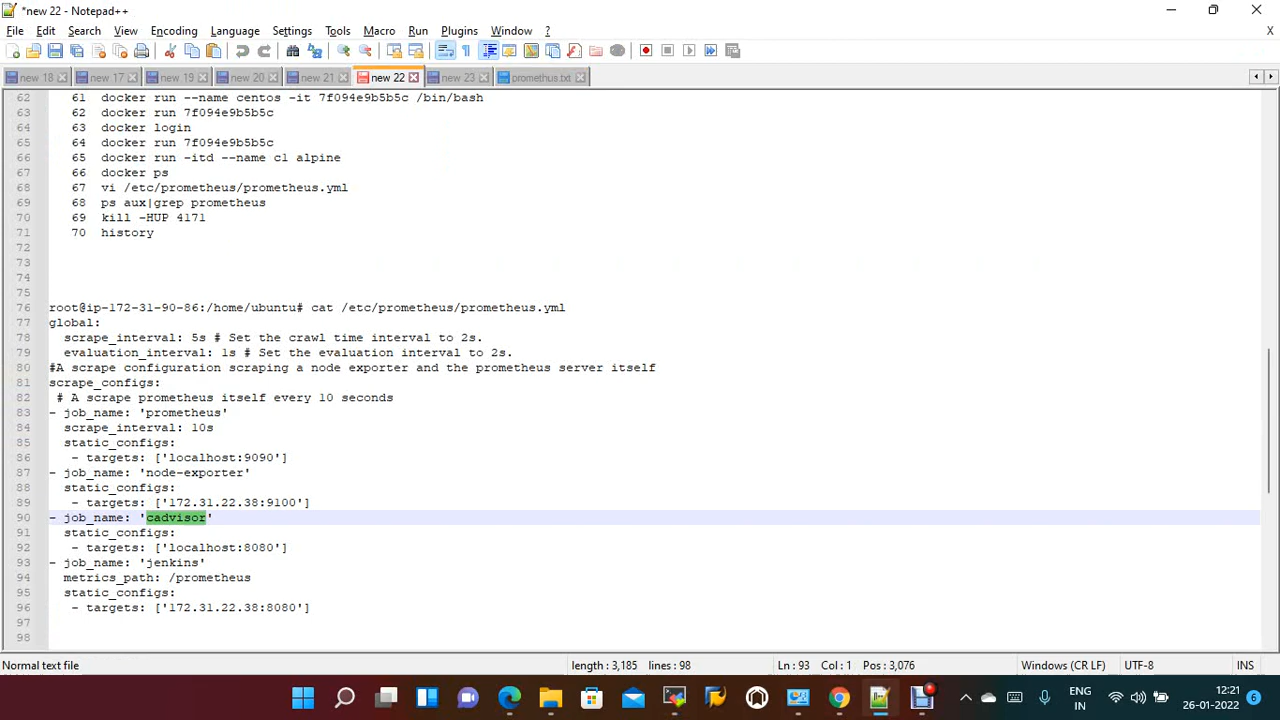 *new 22 - Notepad++
File Edit Search View Encoding Language Settings Tools Macro Run Plugins Window ? X
new 18 new 17 new 19 new 20 new 21 new 22 new 23 promethus.txt
62 61 docker run --name centos -it 7f094e9b5b5c /bin/bash
63 62 docker run 7f094e9b5b5c
64 63 docker login
65 64 docker run 7f094e9b5b5c
66 65 docker run -itd --name c1 alpine
67 66 docker ps
68 67 vi /etc/prometheus/prometheus.yml
69 68 ps aux|grep prometheus
70 69 kill -HUP 4171
71 70 history
72
73
74
75
76 root@ip-172-31-90-86:/home/ubuntu# cat /etc/prometheus/prometheus.yml
77 global:
78 scrape_interval: 5s # Set the crawl time interval to 2s.
79 evaluation_interval: 1s # Set the evaluation interval to 2s.
80 #A scrape configuration scraping a node exporter and the prometheus server itself
81 scrape_configs:
82 # A scrape prometheus itself every 10 seconds
83 - job_name: 'prometheus'
84 scrape_interval: 10s
85 static_configs:
86 - targets: ['localhost:9090']
87 - job_name: 'node-exporter'
88 static_configs:
89 - targets: ['172.31.22.38:9100']
90 - job_name: 'cadvisor'
91 static_configs:
92 - targets: ['localhost:8080']
93 - job_name: 'jenkins'
94 metrics_path: /prometheus
95 static_configs:
96 - targets: ['172.31.22.38:8080']
97
98
Normal text file length : 3,185 lines : 98 Ln : 93 Col : 1 Pos : 3,076 Windows (CR LF) UTF-8 INS
ENG 12:21
IN 26-01-2022 6